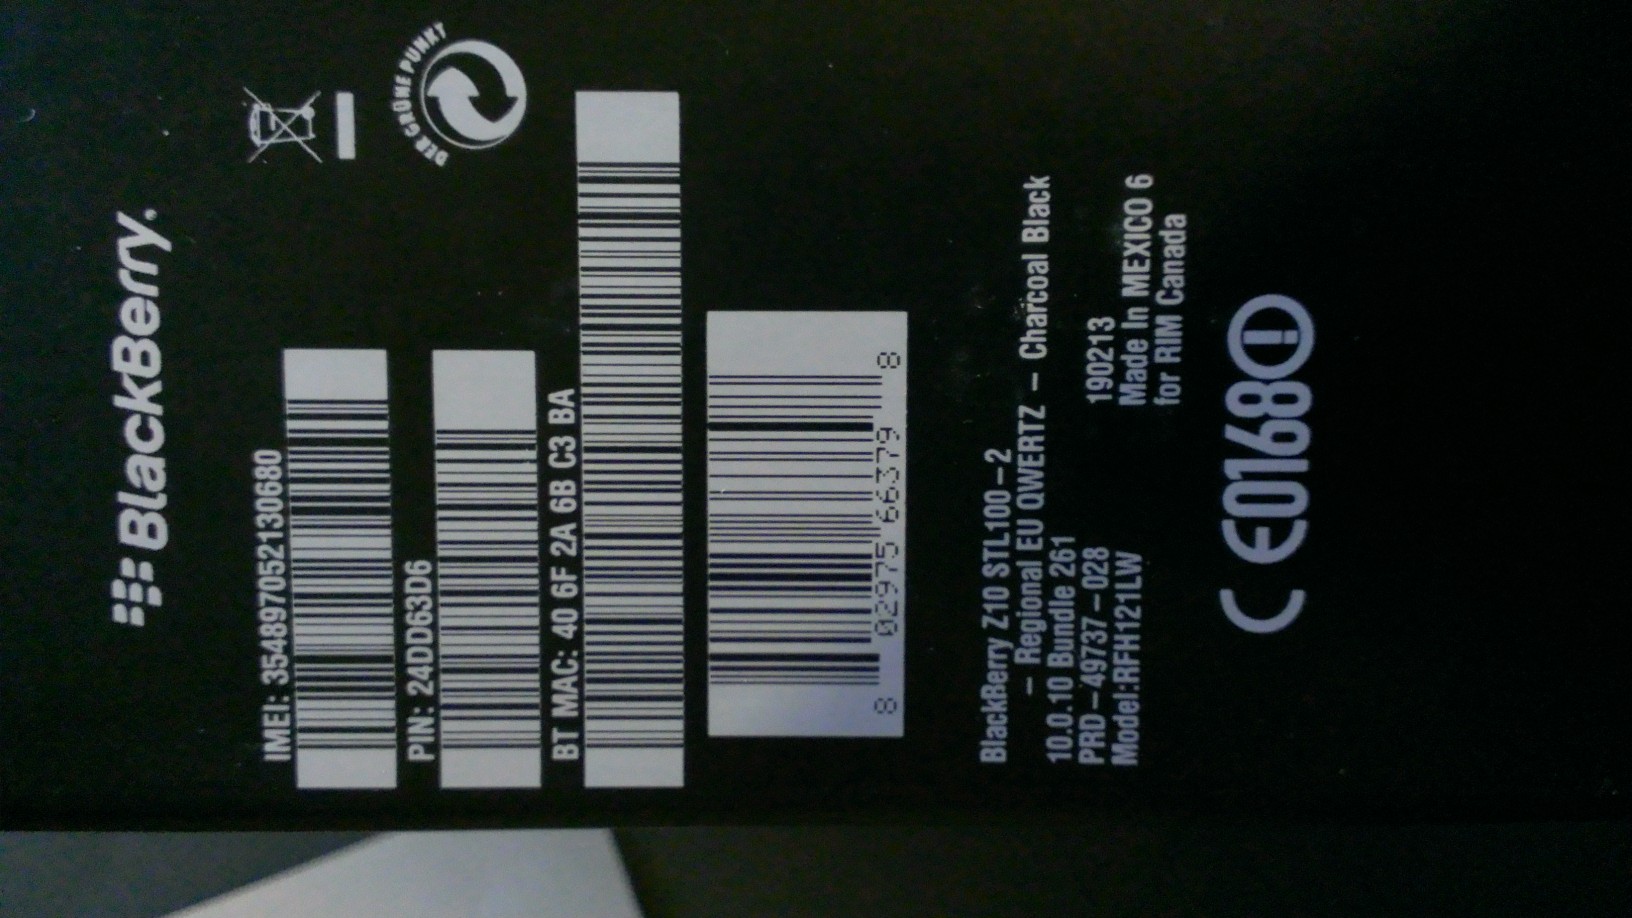 BlackBerry.
DER GRÜNE PUNKT
IMEI: 354897052130680
PIN: 24DD63D6
BT MAC: 40 6F 2A 6B C3 BA
8 02975 66379 8
BlackBerry Z10 STL100-2
- Regional EU QWERTZ - Charcoal Black
10.0.10 Bundle 261
PRD-49737-028
Model:RFH121LW
190213
Made In MEXICO 6
for RIM Canada
CE0168!